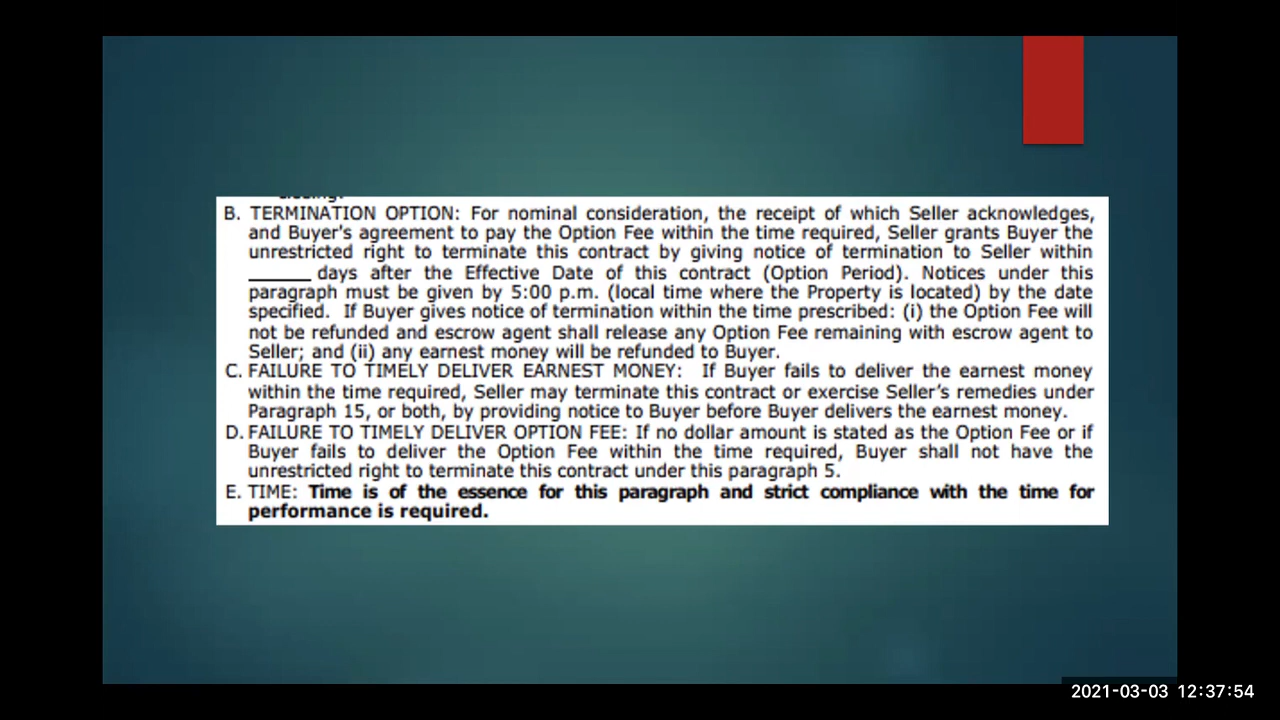 B. TERMINATION OPTION: For nominal consideration, the receipt of which Seller acknowledges,
and Buyer's agreement to pay the Option Fee within the time required, Seller grants Buyer the
unrestricted right to terminate this contract by giving notice of termination to Seller within
______ days after the Effective Date of this contract (Option Period). Notices under this
paragraph must be given by 5:00 p.m. (local time where the Property is located) by the date
specified. If Buyer gives notice of termination within the time prescribed: (i) the Option Fee will
not be refunded and escrow agent shall release any Option Fee remaining with escrow agent to
Seller; and (ii) any earnest money will be refunded to Buyer.
C. FAILURE TO TIMELY DELIVER EARNEST MONEY: If Buyer fails to deliver the earnest money
within the time required, Seller may terminate this contract or exercise Seller's remedies under
Paragraph 15, or both, by providing notice to Buyer before Buyer delivers the earnest money.
D. FAILURE TO TIMELY DELIVER OPTION FEE: If no dollar amount is stated as the Option Fee or if
Buyer fails to deliver the Option Fee within the time required, Buyer shall not have the
unrestricted right to terminate this contract under this paragraph 5.
E. TIME: Time is of the essence for this paragraph and strict compliance with the time for
performance is required.
2021-03-03 12:37:54